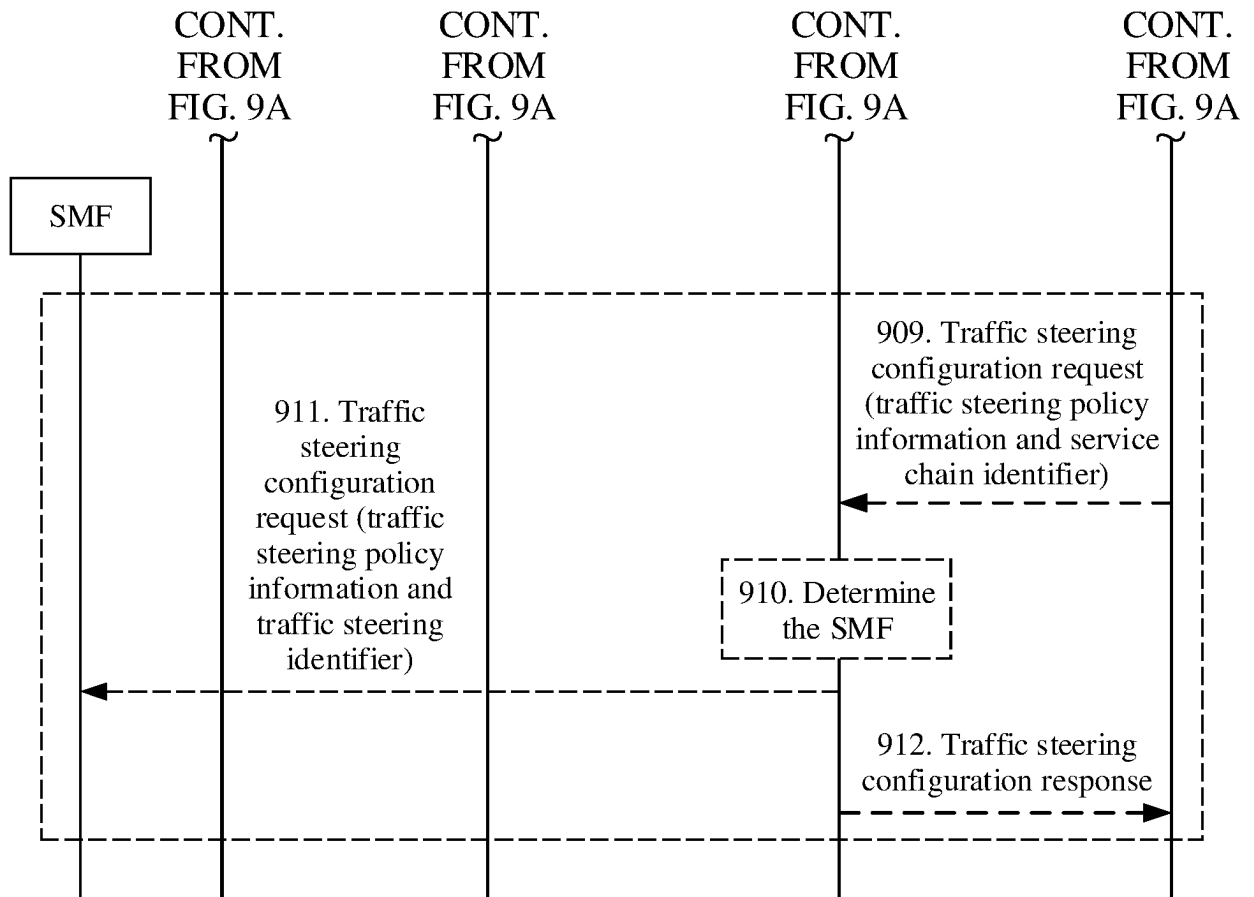 CONT.
FROM
FIG. 9A
CONT.
FROM
FIG. 9A
CONT.
FROM
FIG. 9A
CONT.
FROM
FIG. 9A
SMF
909. Traffic steering
configuration request
(traffic steering policy
information and service
chain identifier)
910. Determine
the SMF
911. Traffic
steering
configuration
request (traffic
steering policy
information and
traffic steering
identifier)
912. Traffic steering
configuration response